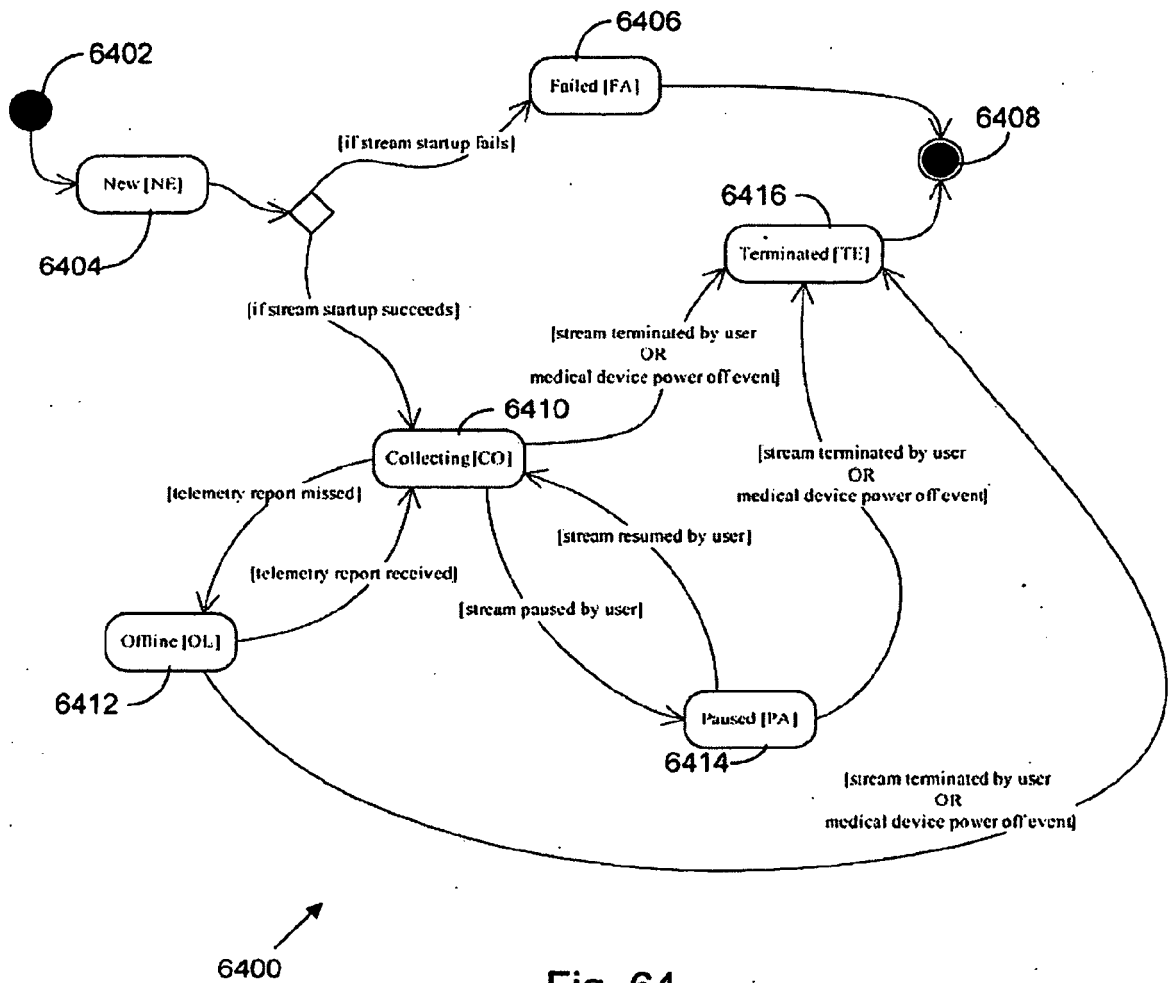 6406
6402
Failed [FA]
6408
[if stream startup fails]
New [NE]
6416
6404
Terminated [TE]
[if stream startup succeeds]
[stream terminated by user
OR
medical device power off event]
6410
Collecting [CO]
[stream terminated by user
OR
medical device power off event]
[telemetry report missed]
[stream resumed by user]
[telemetry report received]
[stream paused by user]
Offline [OL]
6412
Paused [PA]
6414
[stream terminated by user
OR
medical device power off event]
6400
Fig. 64